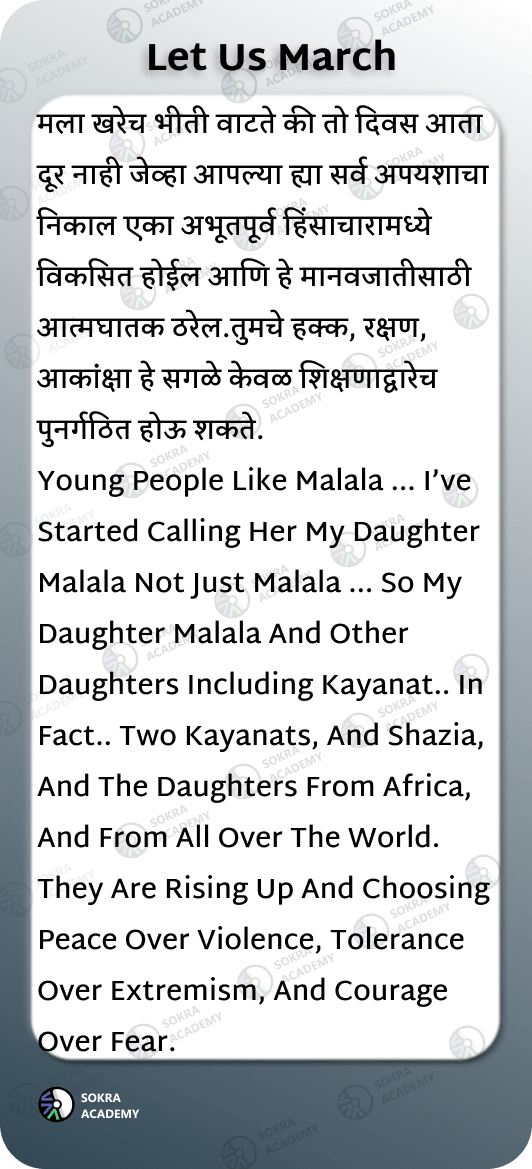 Let Us March
मला खरेच भीती वाटते की तो दिवस आता
दूर नाही जेव्हा आपल्या ह्या सर्व अपयशाचा
निकाल एका अभूतपूर्व हिंसाचारामध्ये
विकसित होईल आणि हे मानवजातीसाठी
आत्मघातक ठरेल.तुमचे हक्क, रक्षण,
आकांक्षा हे सगळे केवळ शिक्षणाद्वारेच
पुनर्गठित होऊ शकते.
Young People Like Malala ... I’ve
Started Calling Her My Daughter
Malala Not Just Malala ... So My
Daughter Malala And Other
Daughters Including Kayanat.. In
Fact.. Two Kayanats, And Shazia,
And The Daughters From Africa,
And From All Over The World.
They Are Rising Up And Choosing
Peace Over Violence, Tolerance
Over Extremism, And Courage
Over Fear.
SOKRA
ACADEMY